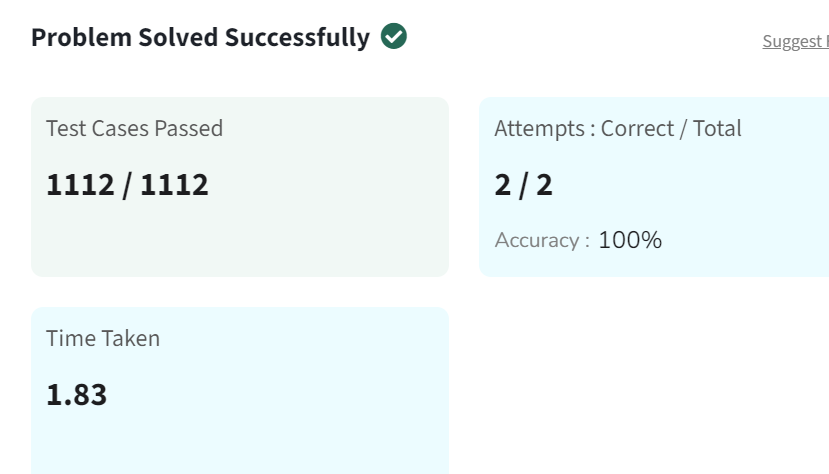 Problem Solved Successfully
Suggest
Test Cases Passed
1112 / 1112
Attempts : Correct / Total
2 / 2
Accuracy : 100%
Time Taken
1.83